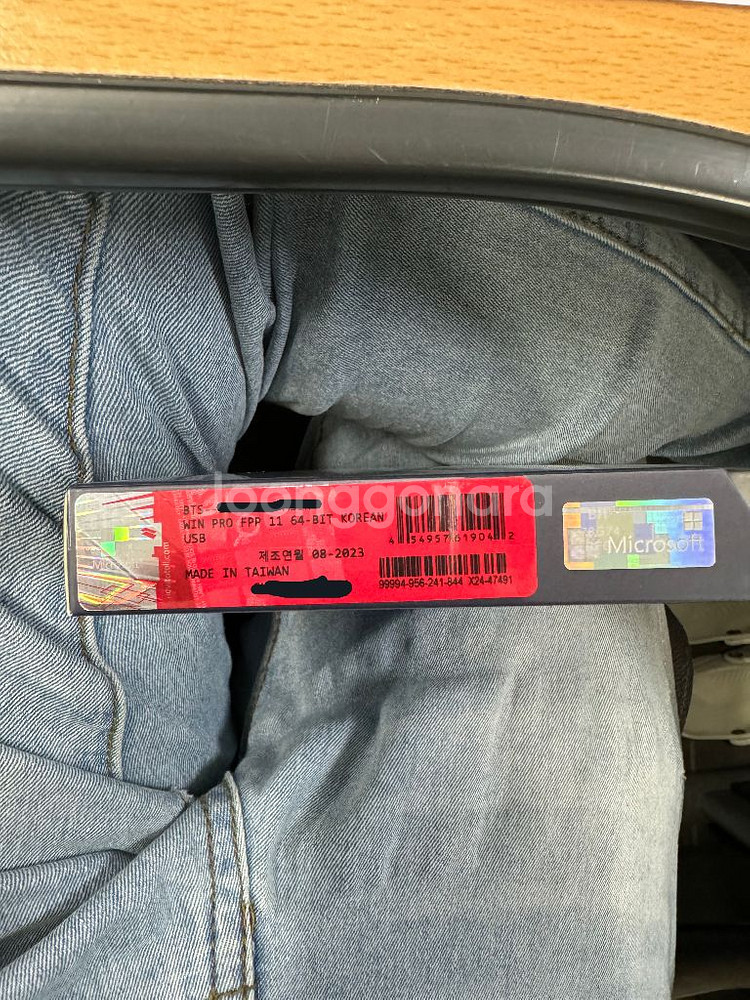 Joonggonara
BTS
WIN PRO FPP 11 64-BIT KOREAN
USB
제조연월 08-2023
MADE IN TAIWAN
99994-956-241-844 X24-47491
Microsoft
Microsoft